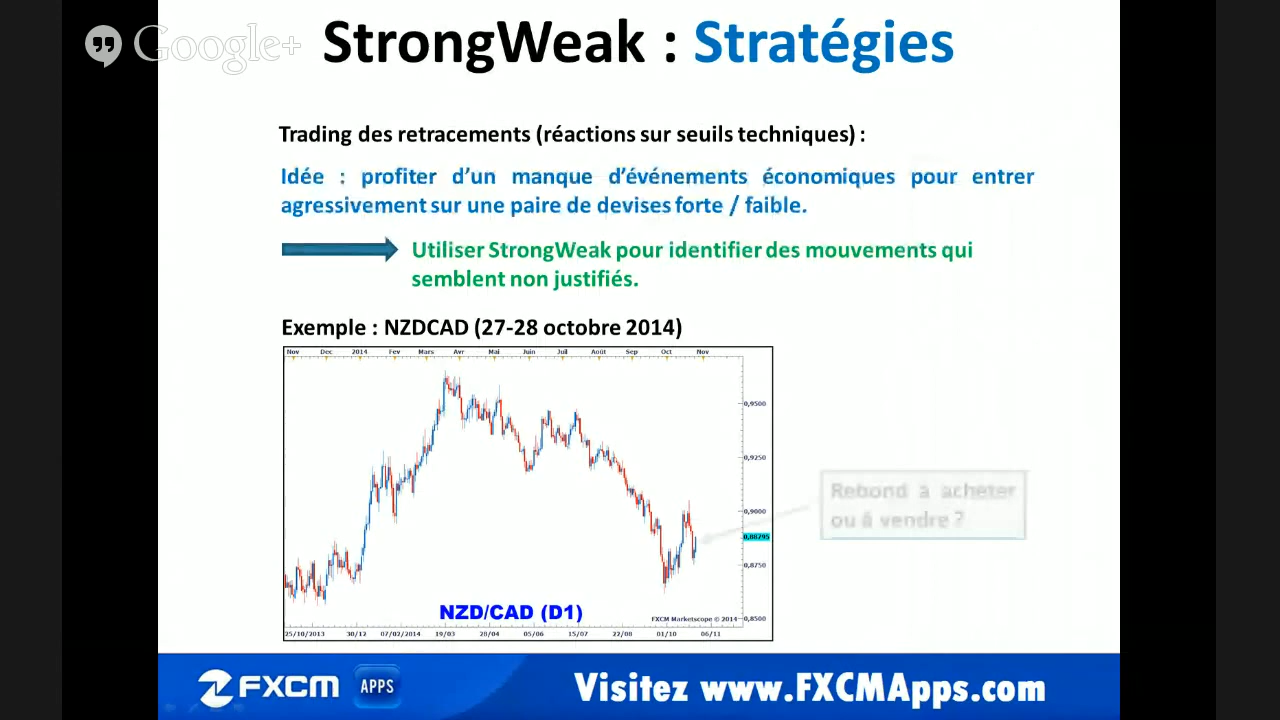 Google+
StrongWeak : Stratégies
Trading des retracements (réactions sur seuils techniques) :
Idée : profiter d’un manque d’événements économiques pour entrer
agressivement sur une paire de devises forte / faible.
Utiliser StrongWeak pour identifier des mouvements qui
semblent non justifiés.
Exemple : NZDCAD (27-28 octobre 2014)
Nov Dec 2014 Fev Mars Avr Mai Juin Juil Août Sep Oct Nov
0,9500
0,9250
0,9000
0,88795
0,8750
0,8500
Rebond à acheter
ou à vendre ?
NZD/CAD (D1)
FXCM Marketscope © 2014
25/10/2013 30/12 07/02/2014 19/03 28/04 05/06 15/07 22/08 01/10 06/11
FXCM APPS
Visitez www.FXCMApps.com